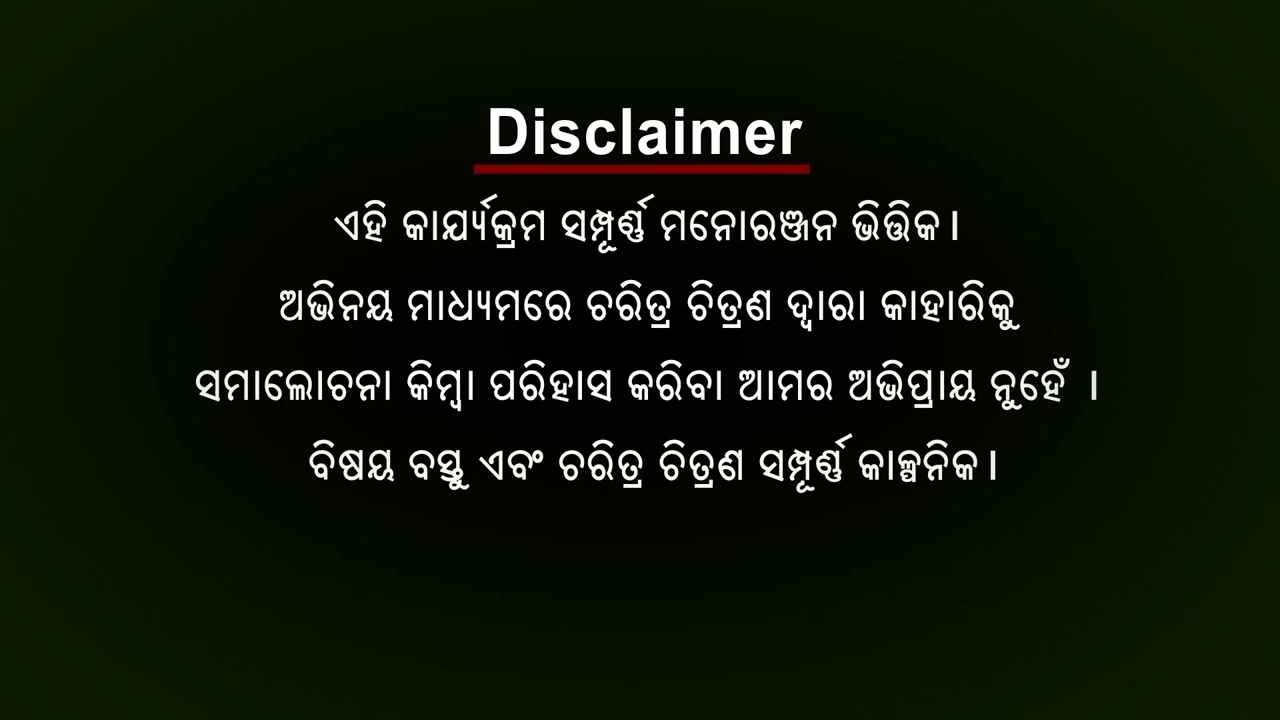 Disclaimer
ଏହି କାର୍ଯ୍ୟକ୍ରମ ସମ୍ପୂର୍ଣ୍ଣ ମନୋରଞ୍ଜନ ଭିତ୍ତିକ।
ଅଭିନୟ ମାଧ୍ୟମରେ ଚରିତ୍ର ଚିତ୍ରଣ ଦ୍ୱାରା କାହାରିକୁ
ସମାଲୋଚନା କିମ୍ବା ପରିହାସ କରିବା ଆମର ଅଭିପ୍ରାୟ ନୁହେଁ ।
ବିଷୟ ବସ୍ତୁ ଏବଂ ଚରିତ୍ର ଚିତ୍ରଣ ସମ୍ପୂର୍ଣ୍ଣ କାଳ୍ପନିକ।